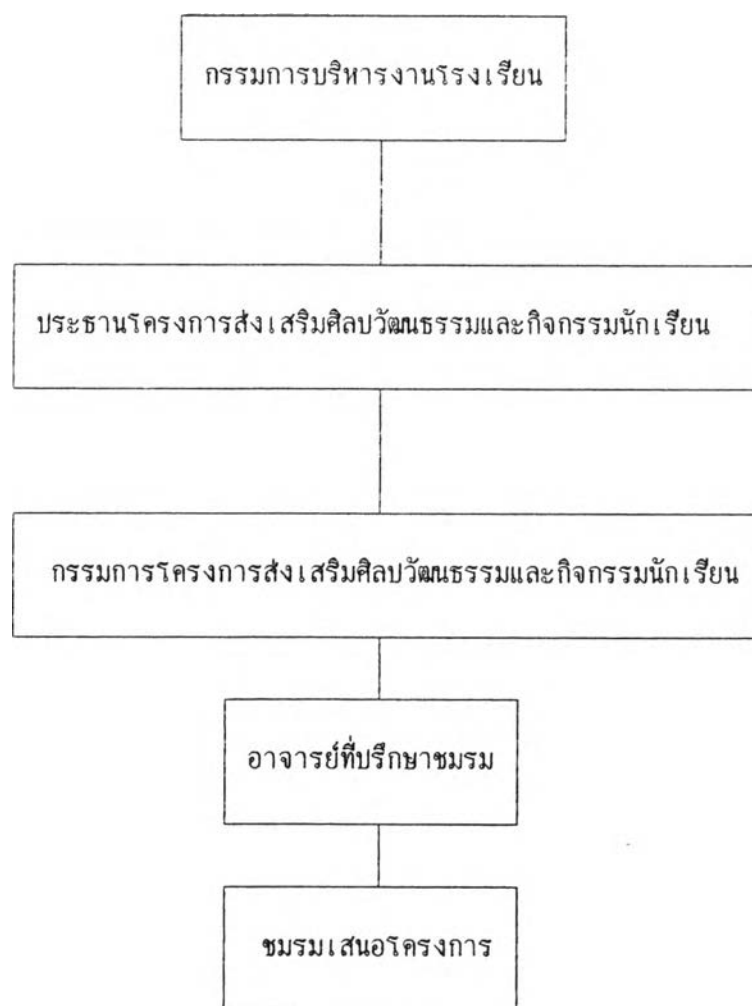 กรรมการบริหารงานโรงเรียน
ประธานโครงการส่งเสริมศิลปวัฒนธรรมและกิจกรรมนักเรียน
กรรมการโครงการส่งเสริมศิลปวัฒนธรรมและกิจกรรมนักเรียน
อาจารย์ที่ปรึกษาชมรม
ชมรมเสนอโครงการ